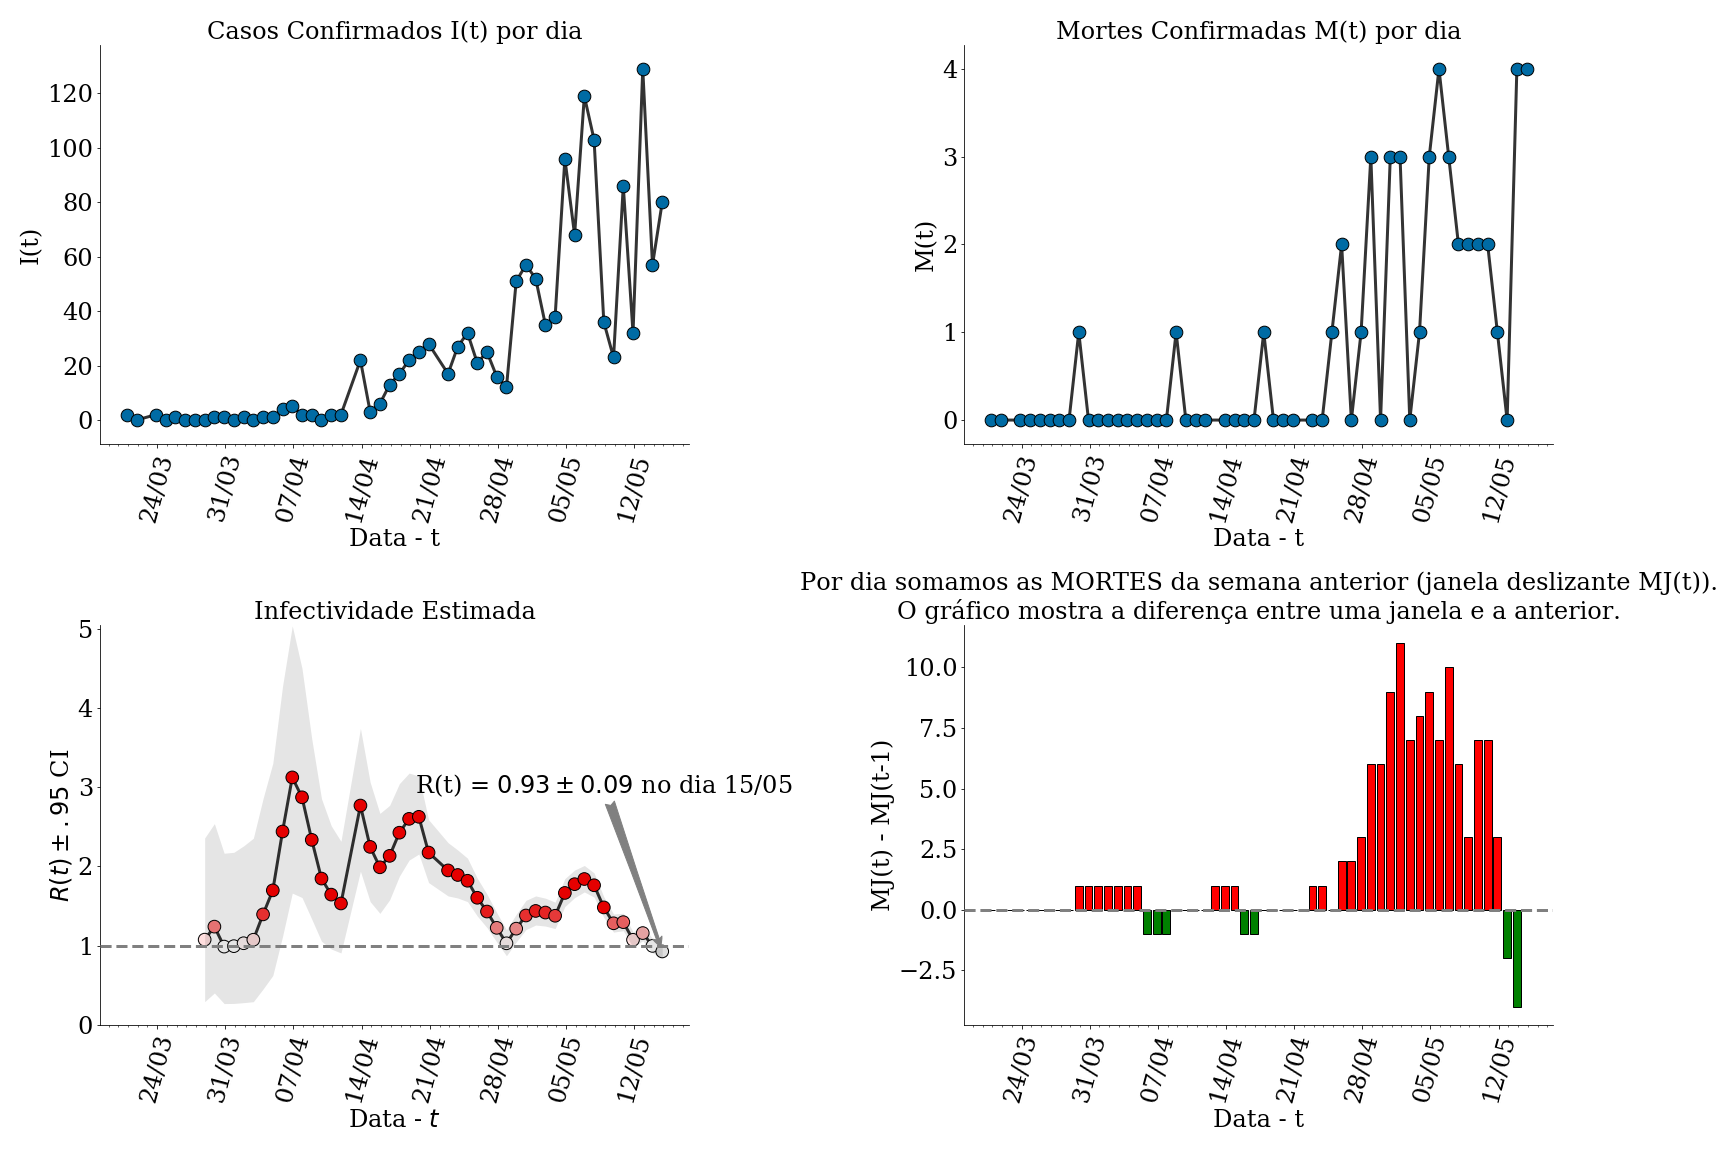 Casos Confirmados I(t) por dia
I(t)
120
100
80
60
40
20
0
24/03 31/03 07/04 14/04 21/04 28/04 05/05 12/05
Data - t
Mortes Confirmadas M(t) por dia
M(t)
4
3
2
1
0
24/03 31/03 07/04 14/04 21/04 28/04 05/05 12/05
Data - t
Infectividade Estimada
R(t) ± .95 CI
5
4
3
2
1
0
R(t) = 0.93 ± 0.09 no dia 15/05
24/03 31/03 07/04 14/04 21/04 28/04 05/05 12/05
Data - t
Por dia somamos as MORTES da semana anterior (janela deslizante MJ(t)).
O gráfico mostra a diferença entre uma janela e a anterior.
MJ(t) - MJ(t-1)
10.0
7.5
5.0
2.5
0.0
−2.5
24/03 31/03 07/04 14/04 21/04 28/04 05/05 12/05
Data - t